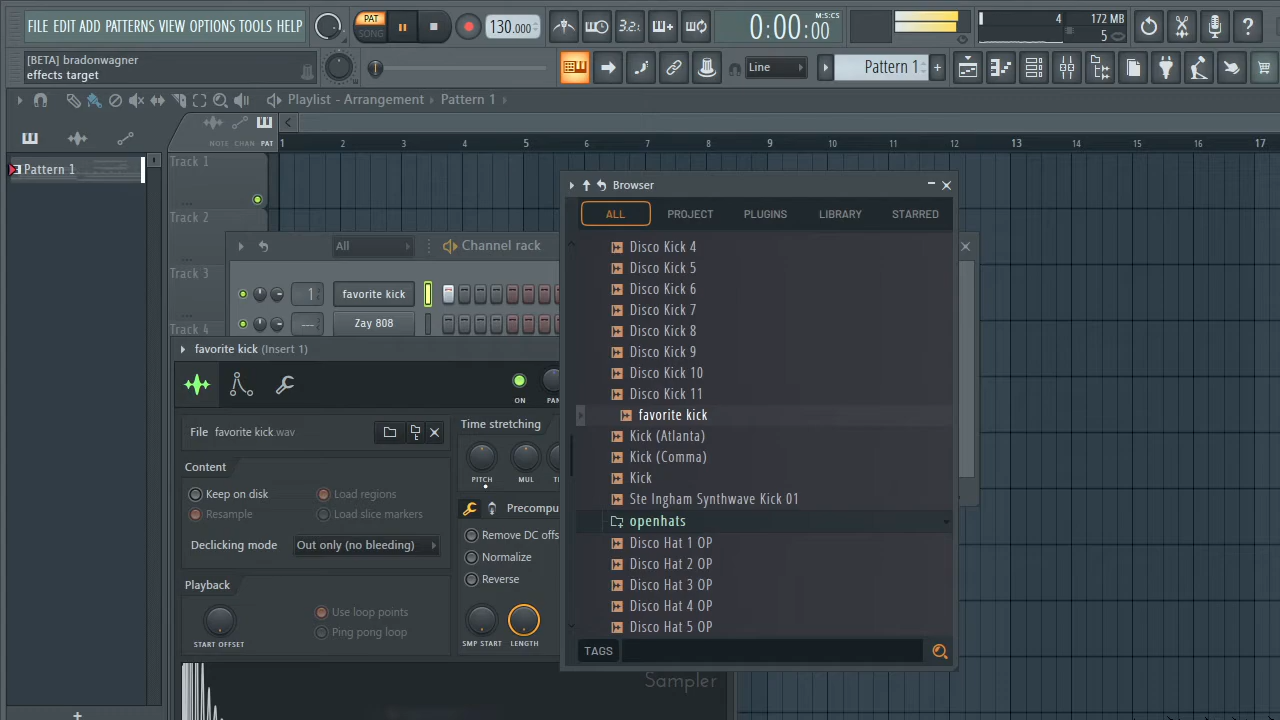 FILE EDIT ADD PATTERNS VIEW OPTIONS TOOLS HELP
PAT
SONG
130.000
3.2
0:00:00
M:S:CS
4
172 MB
5
[BETA] bradonwagner
effects target
Line
Pattern 1
Playlist - Arrangement
Pattern 1
NOTE CHAN PAT
1 2 3 4 5 6 7 8 9 10 11 12 13 14 15 16 17
Pattern 1
Track 1
Track 2
Track 3
Track 4
All
Channel rack
1
favorite kick
---
Zay 808
favorite kick (Insert 1)
ON
PAN
File
favorite kick.wav
Content
Keep on disk
Resample
Load regions
Load slice markers
Declicking mode
Out only (no bleeding)
Playback
START OFFSET
Use loop points
Ping pong loop
Time stretching
PITCH
MUL
Precompu
Remove DC offs
Normalize
Reverse
SMP START
LENGTH
Sampler
Browser
ALL
PROJECT
PLUGINS
LIBRARY
STARRED
Disco Kick 4
Disco Kick 5
Disco Kick 6
Disco Kick 7
Disco Kick 8
Disco Kick 9
Disco Kick 10
Disco Kick 11
favorite kick
Kick (Atlanta)
Kick (Comma)
Kick
Ste Ingham Synthwave Kick 01
openhats
Disco Hat 1 OP
Disco Hat 2 OP
Disco Hat 3 OP
Disco Hat 4 OP
Disco Hat 5 OP
TAGS